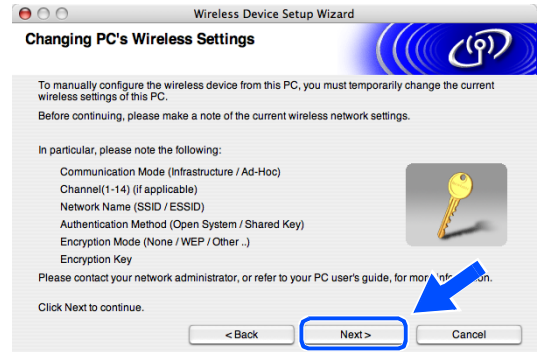 Wireless Device Setup Wizard
Changing PC's Wireless Settings
To manually configure the wireless device from this PC, you must temporarily change the current
wireless settings of this PC.
Before continuing, please make a note of the current wireless network settings.
In particular, please note the following:
Communication Mode (Infrastructure / Ad-Hoc)
Channel(1-14) (if applicable)
Network Name (SSID / ESSID)
Authentication Method (Open System / Shared Key)
Encryption Mode (None / WEP / Other ..)
Encryption Key
Please contact your network administrator, or refer to your PC user's guide, for more
Click Next to continue.
< Back Next > Cancel